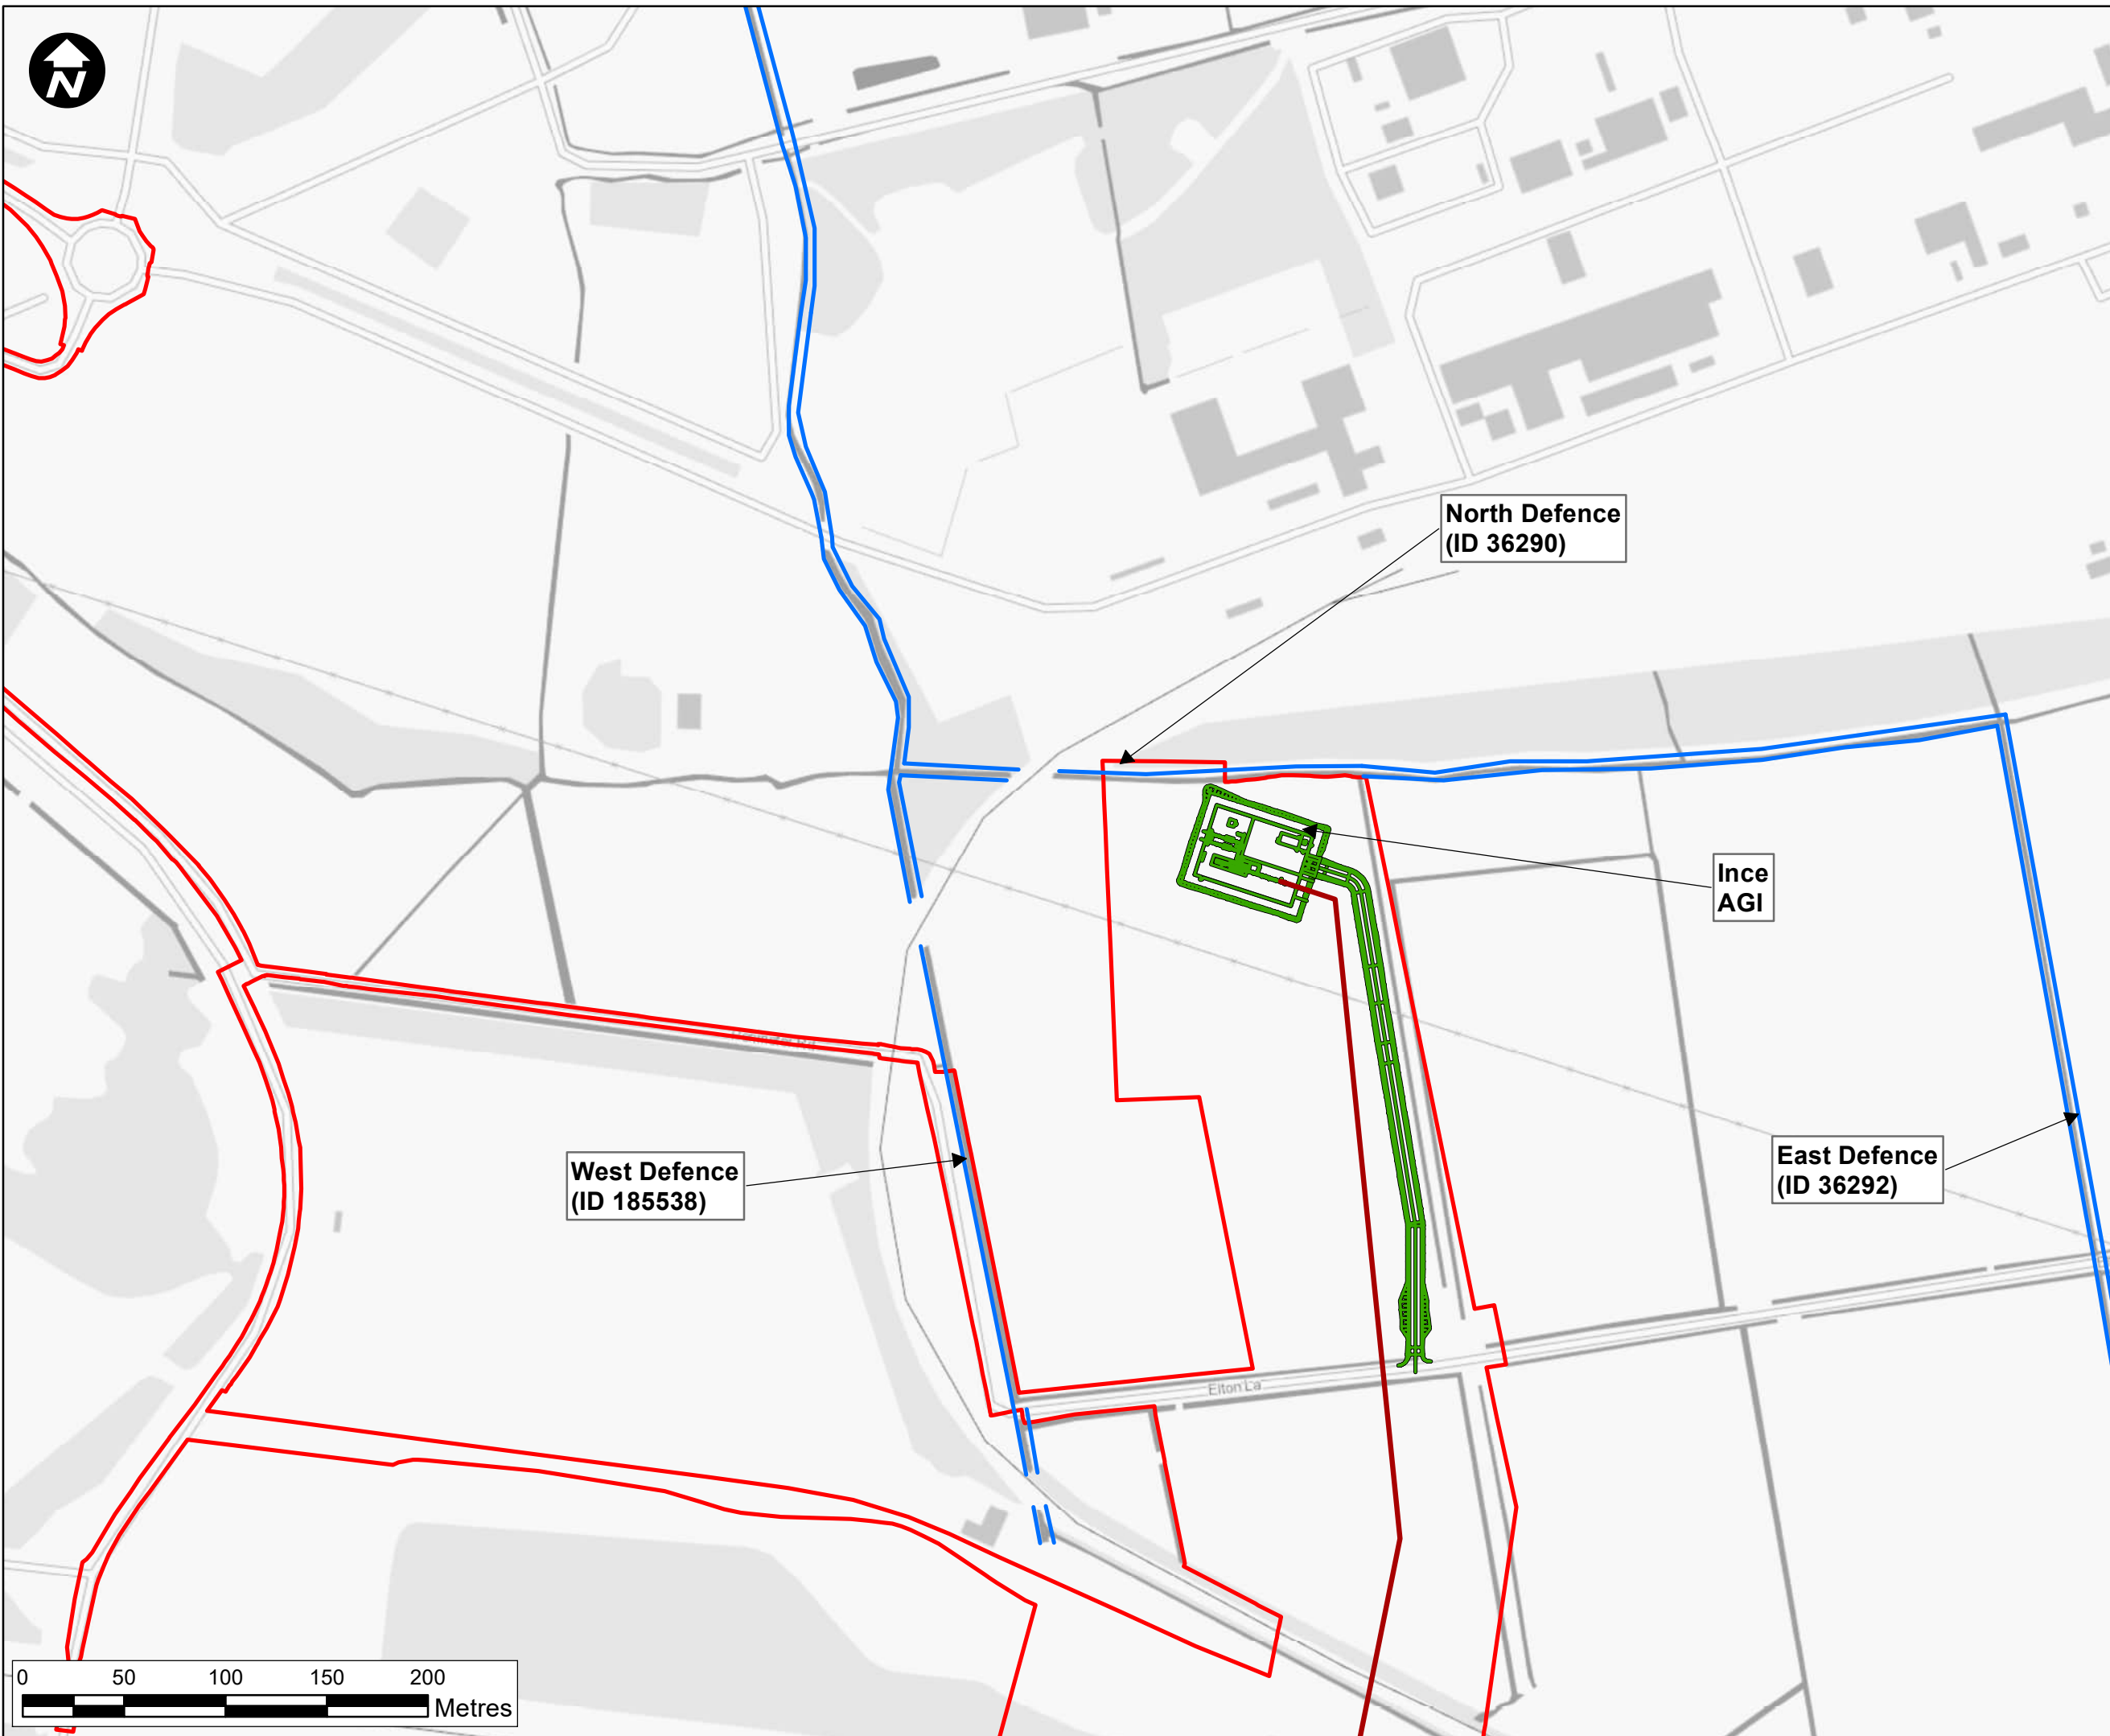 N
North Defence
(ID 36290)
Ince
AGI
West Defence
(ID 185538)
East Defence
(ID 36292)
Elton La
0 50 100 150 200
Metres